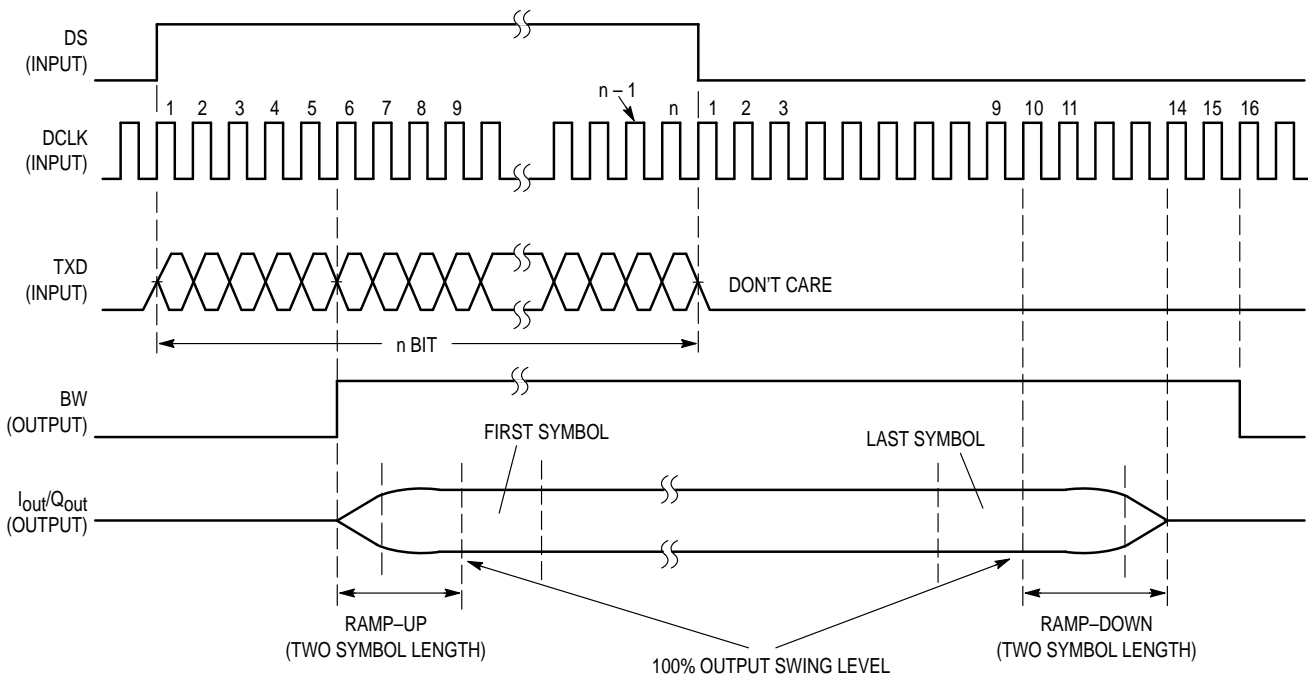 DS
(INPUT)
n – 1
1 2 3 4 5 6 7 8 9 n 1 2 3 9 10 11 14 15 16
DCLK
(INPUT)
TXD
(INPUT)
DON'T CARE
n BIT
BW
(OUTPUT)
FIRST SYMBOL
LAST SYMBOL
Iout/Qout
(OUTPUT)
RAMP–UP
(TWO SYMBOL LENGTH)
RAMP–DOWN
(TWO SYMBOL LENGTH)
100% OUTPUT SWING LEVEL